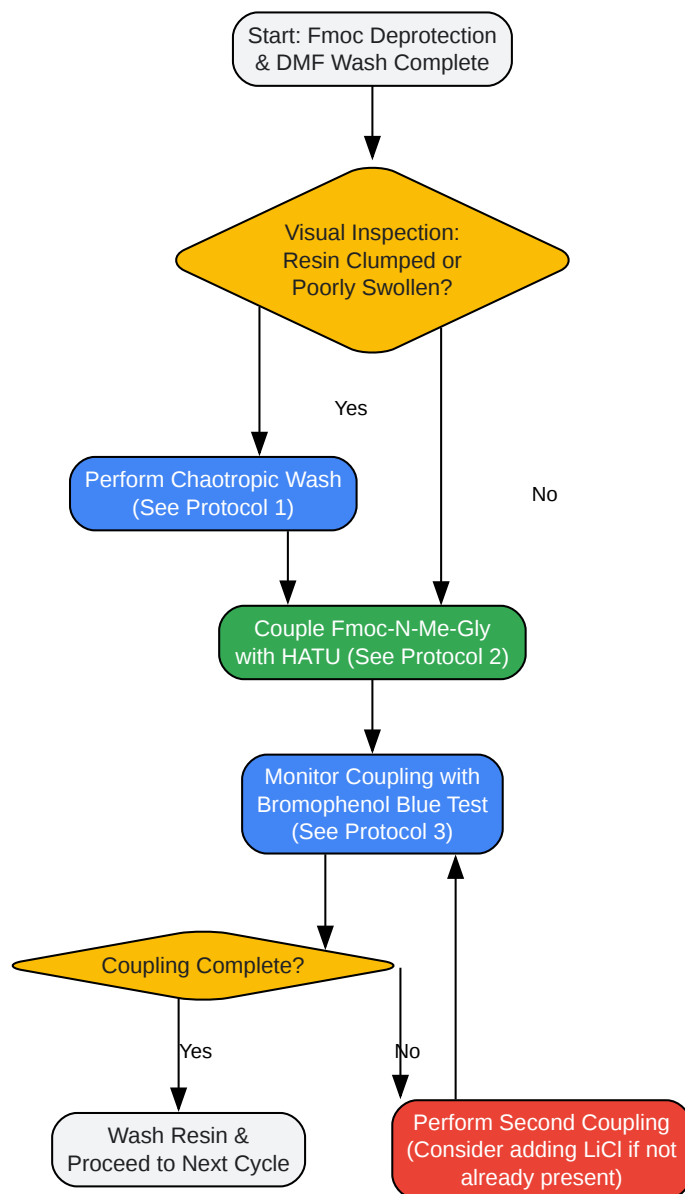 Start: Fmoc Deprotection
& DMF Wash Complete
Visual Inspection:
Resin Clumped or
Poorly Swollen?
Yes
Perform Chaotropic Wash
(See Protocol 1)
No
Couple Fmoc-N-Me-Gly
with HATU (See Protocol 2)
Monitor Coupling with
Bromophenol Blue Test
(See Protocol 3)
Coupling Complete?
Yes
No
Wash Resin &
Proceed to Next Cycle
Perform Second Coupling
(Consider adding LiCl if not
already present)